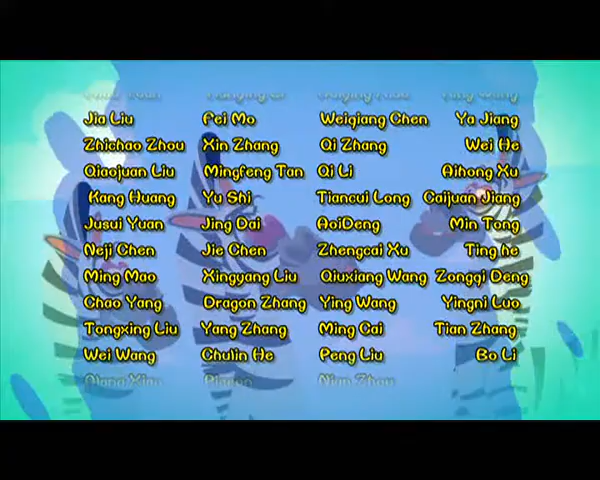 Jia Liu Fei Mo Weiqiang Chen Ya Jiang
Zhichao Zhou Xin Zhang Qi Zhang Wei He
Qiaojuan Liu Mingfeng Tan Qi Li Aihong Xu
Kang Huang Yu Shi Tiancui Long Caijuan Jiang
Jusui Yuan Jing Dai AoiDeng Min Tong
Neji Chen Jie Chen Zhengcai Xu Ting he
Ming Mao Xingyang Liu Qiuxiang Wang Zongqi Deng
Chao Yang Dragon Zhang Ying Wang Yingni Luo
Tongxing Liu Yang Zhang Ming Cai Tian Zhang
Wei Wang Chulin He Peng Liu Bo Li